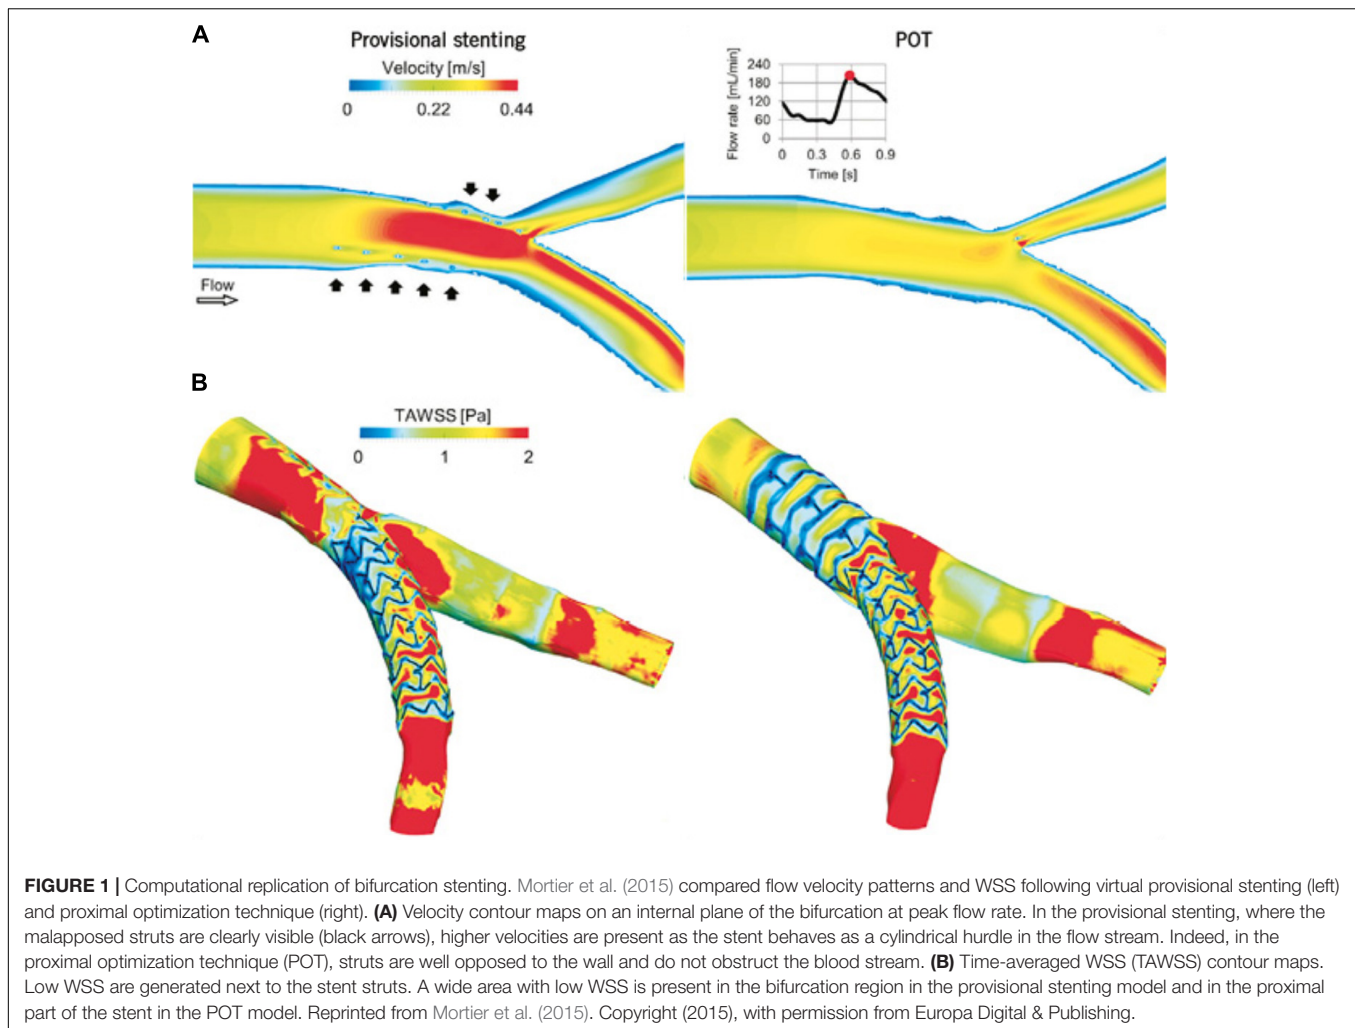 A
Provisional stenting
Velocity [m/s]
0 0.22 0.44
Flow
POT
Flow rate [mL/min]
240
180
120
60
0
0 0.3 0.6 0.9
Time [s]
B
TAWSS [Pa]
0 1 2
FIGURE 1 | Computational replication of bifurcation stenting. Mortier et al. (2015) compared flow velocity patterns and WSS following virtual provisional stenting (left)
and proximal optimization technique (right). (A) Velocity contour maps on an internal plane of the bifurcation at peak flow rate. In the provisional stenting, where the
malapposed struts are clearly visible (black arrows), higher velocities are present as the stent behaves as a cylindrical hurdle in the flow stream. Indeed, in the
proximal optimization technique (POT), struts are well opposed to the wall and do not obstruct the blood stream. (B) Time-averaged WSS (TAWSS) contour maps.
Low WSS are generated next to the stent struts. A wide area with low WSS is present in the bifurcation region in the provisional stenting model and in the proximal
part of the stent in the POT model. Reprinted from Mortier et al. (2015). Copyright (2015), with permission from Europa Digital & Publishing.